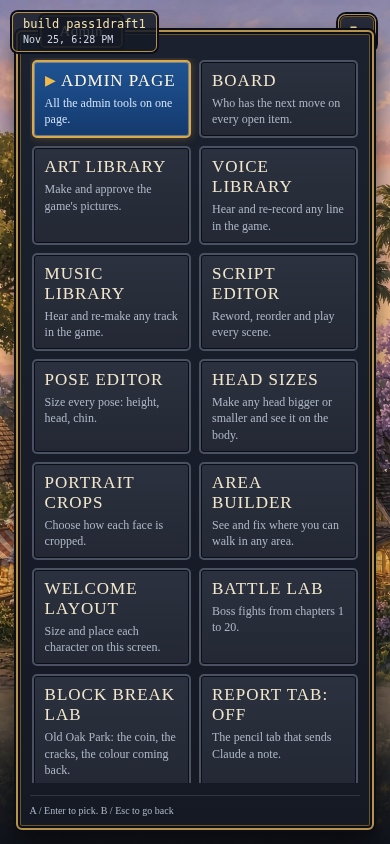 build pass1draft1
Nov 25, 6:28 PM
▶ ADMIN PAGE
All the admin tools on one
page.
BOARD
Who has the next move on
every open item.
ART LIBRARY
Make and approve the
game's pictures.
VOICE
LIBRARY
Hear and re-record any line
in the game.
MUSIC
LIBRARY
Hear and re-make any track
in the game.
SCRIPT
EDITOR
Reword, reorder and play
every scene.
POSE EDITOR
Size every pose: height,
head, chin.
HEAD SIZES
Make any head bigger or
smaller and see it on the
body.
PORTRAIT
CROPS
Choose how each face is
cropped.
AREA
BUILDER
See and fix where you can
walk in any area.
WELCOME
LAYOUT
Size and place each
character on this screen.
BATTLE LAB
Boss fights from chapters 1
to 20.
BLOCK BREAK
LAB
Old Oak Park: the coin, the
cracks, the colour coming
back.
REPORT TAB:
OFF
The pencil tab that sends
Claude a note.
A / Enter to pick. B / Esc to go back